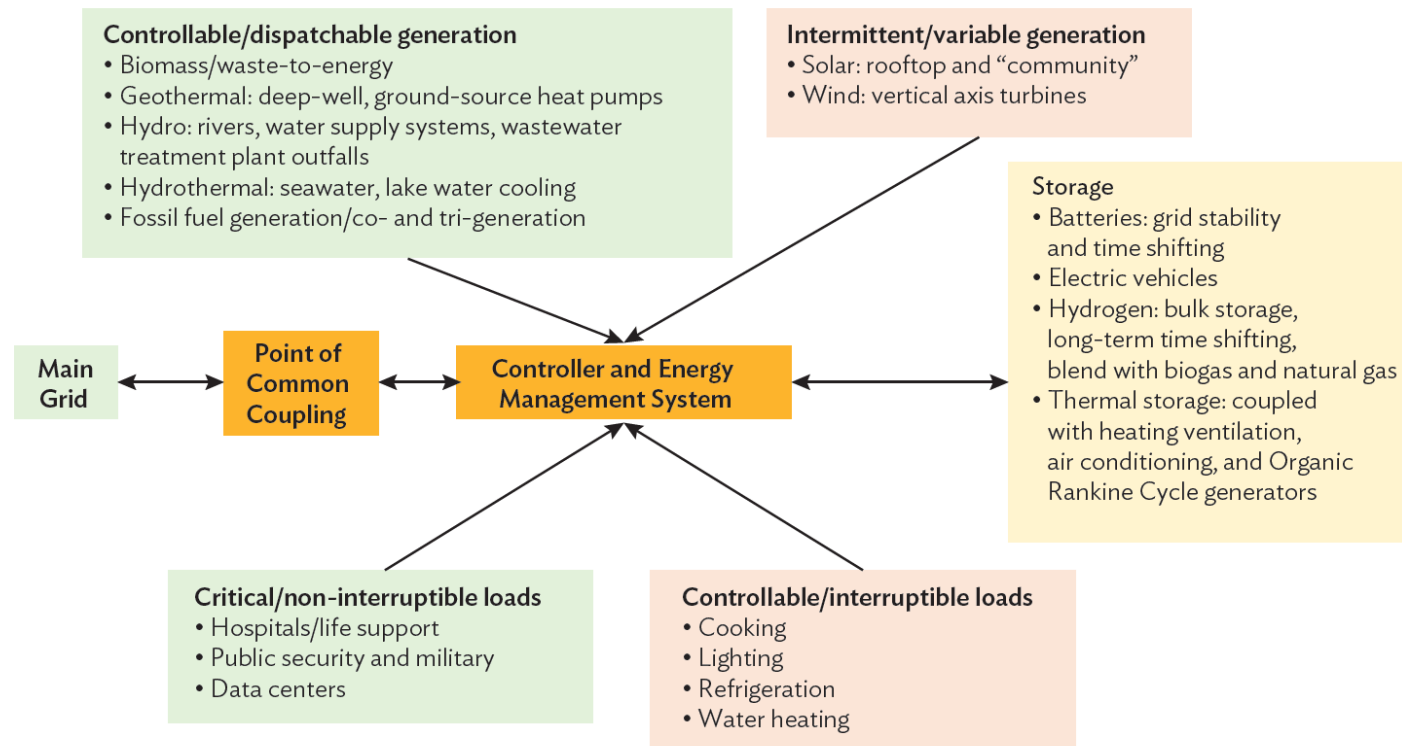 Controllable/dispatchable generation
• Biomass/waste-to-energy
• Geothermal: deep-well, ground-source heat pumps
• Hydro: rivers, water supply systems, wastewater
treatment plant outfalls
• Hydrothermal: seawater, lake water cooling
• Fossil fuel generation/co- and tri-generation
Intermittent/variable generation
• Solar: rooftop and “community”
• Wind: vertical axis turbines
Storage
• Batteries: grid stability
and time shifting
• Electric vehicles
• Hydrogen: bulk storage,
long-term time shifting,
blend with biogas and natural gas
• Thermal storage: coupled
with heating ventilation,
air conditioning, and Organic
Rankine Cycle generators
Main
Grid
Point of
Common
Coupling
Controller and Energy
Management System
Critical/non-interruptible loads
• Hospitals/life support
• Public security and military
• Data centers
Controllable/interruptible loads
• Cooking
• Lighting
• Refrigeration
• Water heating